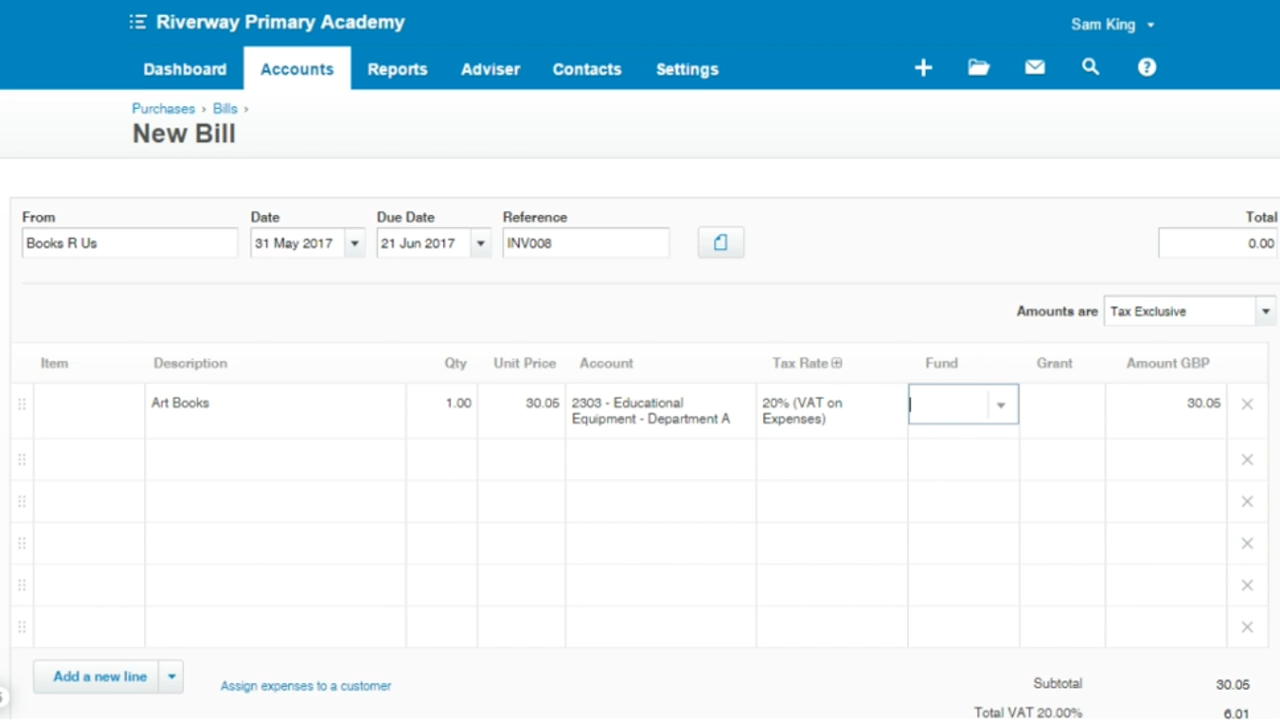 Riverway Primary Academy
Sam King
Dashboard Accounts Reports Adviser Contacts Settings
Purchases › Bills ›
New Bill
From Date Due Date Reference Total
Books R Us 31 May 2017 21 Jun 2017 INV008 0.00
Amounts are Tax Exclusive
Item Description Qty Unit Price Account Tax Rate Fund Grant Amount GBP
Art Books 1.00 30.05 2303 - Educational 20% (VAT on 30.05
Equipment - Department A Expenses)
Add a new line Assign expenses to a customer Subtotal 30.05
Total VAT 20.00% 6.01